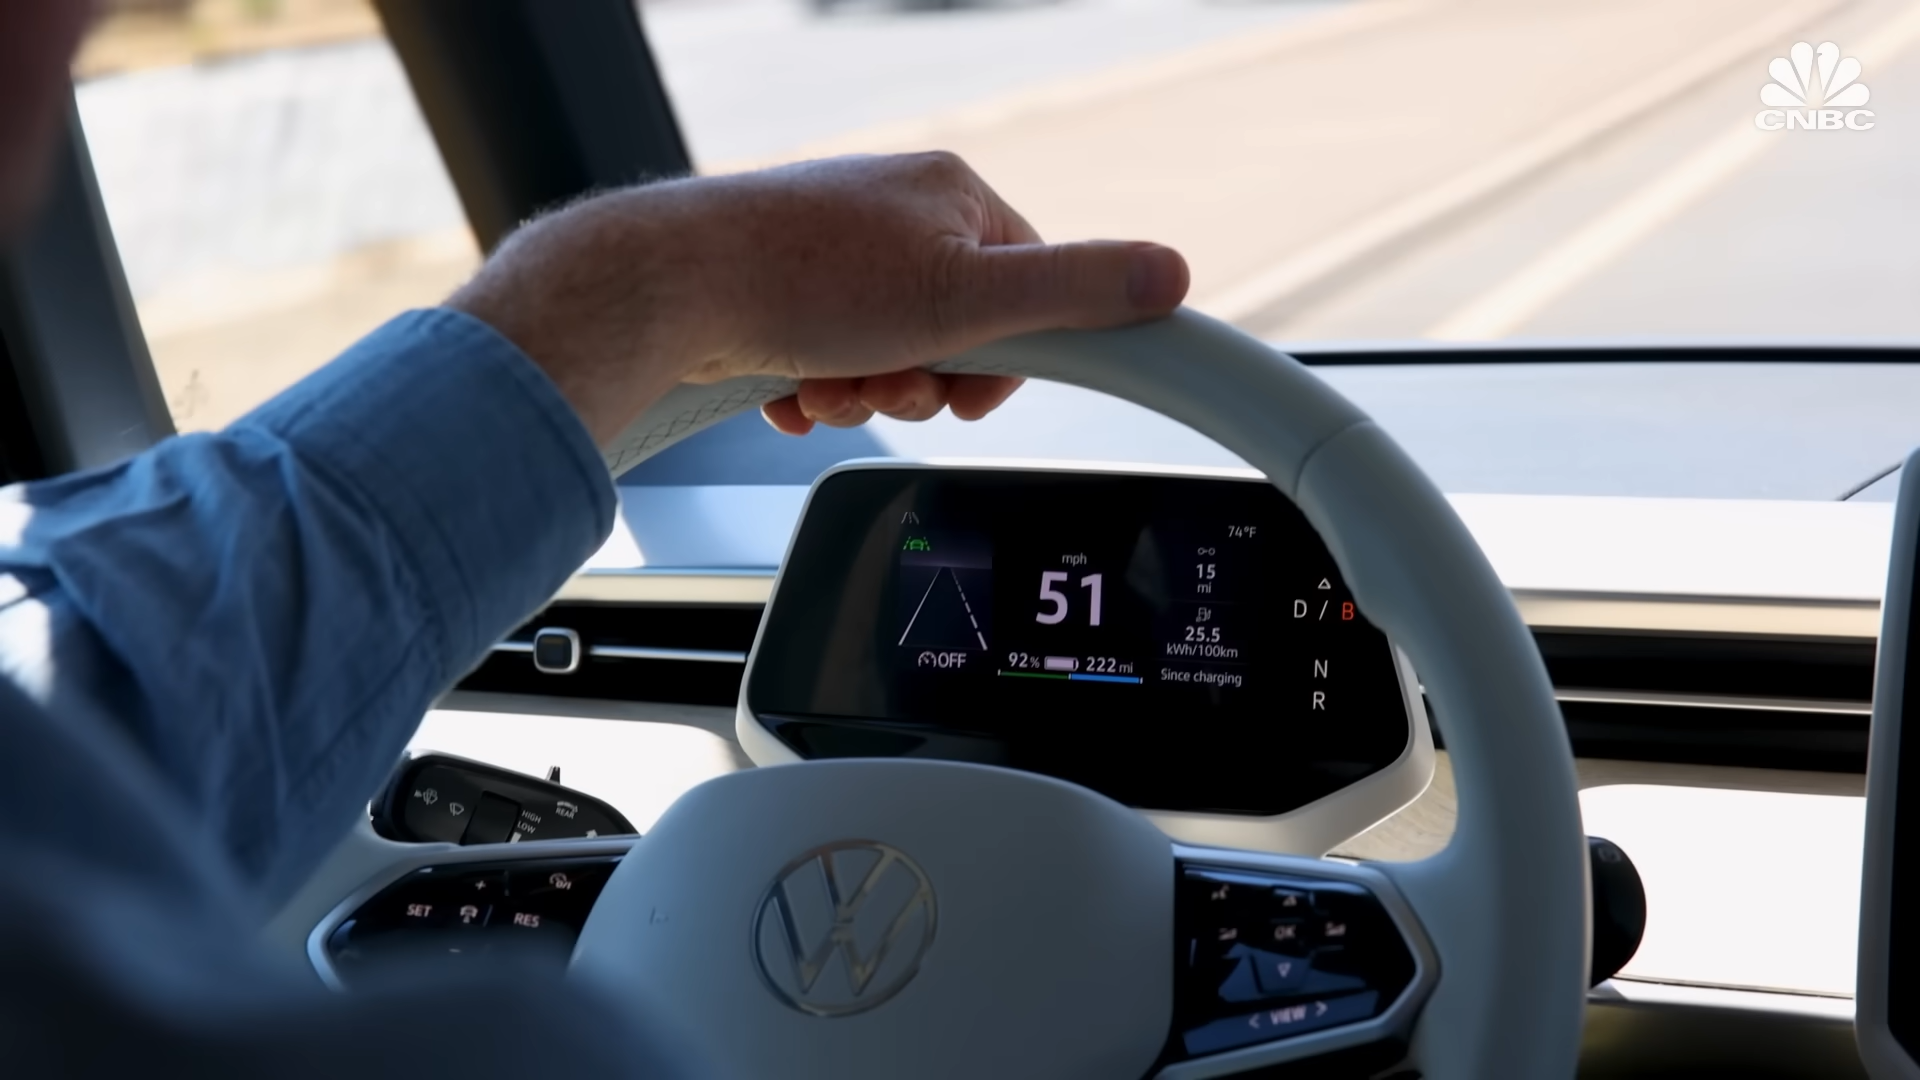 CNBC
74°F
mph
51
15
mi
D / B
25.5
kWh/100km
OFF
92% 222 mi
Since charging
N
R
REAR
HIGH
LOW
SET
RES
OK
< VIEW >